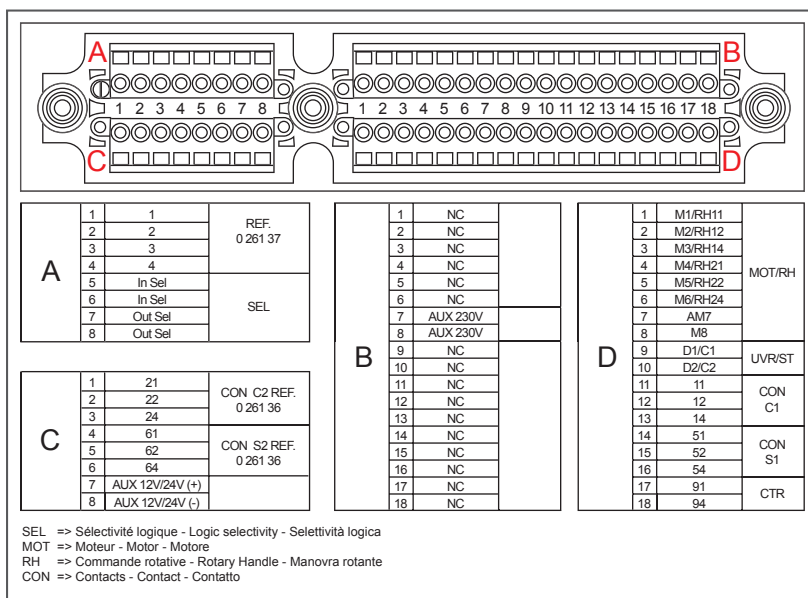 A B
1 2 3 4 5 6 7 8 1 2 3 4 5 6 7 8 9 10 11 12 13 14 15 16 17 18
C D
A
1 1
2 2
3 3
4 4
REF.
0 261 37
5 In Sel
6 In Sel
7 Out Sel
8 Out Sel
SEL
C
1 21
2 22
3 24
CON C2 REF.
0 261 36
4 61
5 62
6 64
CON S2 REF.
0 261 36
7 AUX 12V/24V (+)
8 AUX 12V/24V (-)
B
1 NC
2 NC
3 NC
4 NC
5 NC
6 NC
7 AUX 230V
8 AUX 230V
9 NC
10 NC
11 NC
12 NC
13 NC
14 NC
15 NC
16 NC
17 NC
18 NC
D
1 M1/RH11
2 M2/RH12
3 M3/RH14
4 M4/RH21
5 M5/RH22
6 M6/RH24
7 AM7
8 M8
MOT/RH
9 D1/C1
10 D2/C2
UVR/ST
11 11
12 12
13 14
CON
C1
14 51
15 52
16 54
CON
S1
17 91
18 94
CTR
SEL => Sélectivité logique - Logic selectivity - Selettività logica
MOT => Moteur - Motor - Motore
RH => Commande rotative - Rotary Handle - Manovra rotante
CON => Contacts - Contact - Contatto